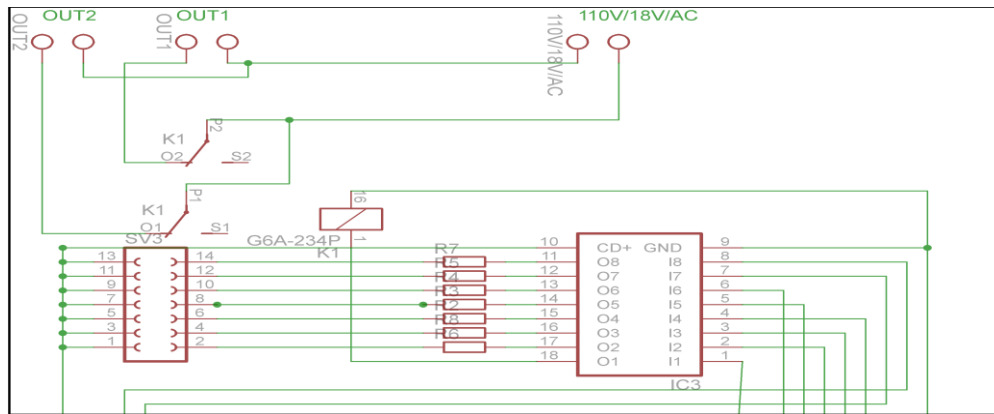 OUT2
OUT1
110V/18V/AC
OUT2
OUT1
110V/18V/AC
P2
K1
O2
S2
P1
K1
O1
S1
SV3
16
1
G6A-234P
K1
13
11
9
7
5
3
1
14
12
10
8
6
4
2
R7
R5
R4
R3
R2
R8
R6
10
11
12
13
14
15
16
17
18
CD+ GND
O8 I8
O7 I7
O6 I6
O5 I5
O4 I4
O3 I3
O2 I2
O1 I1
9
8
7
6
5
4
3
2
1
IC3